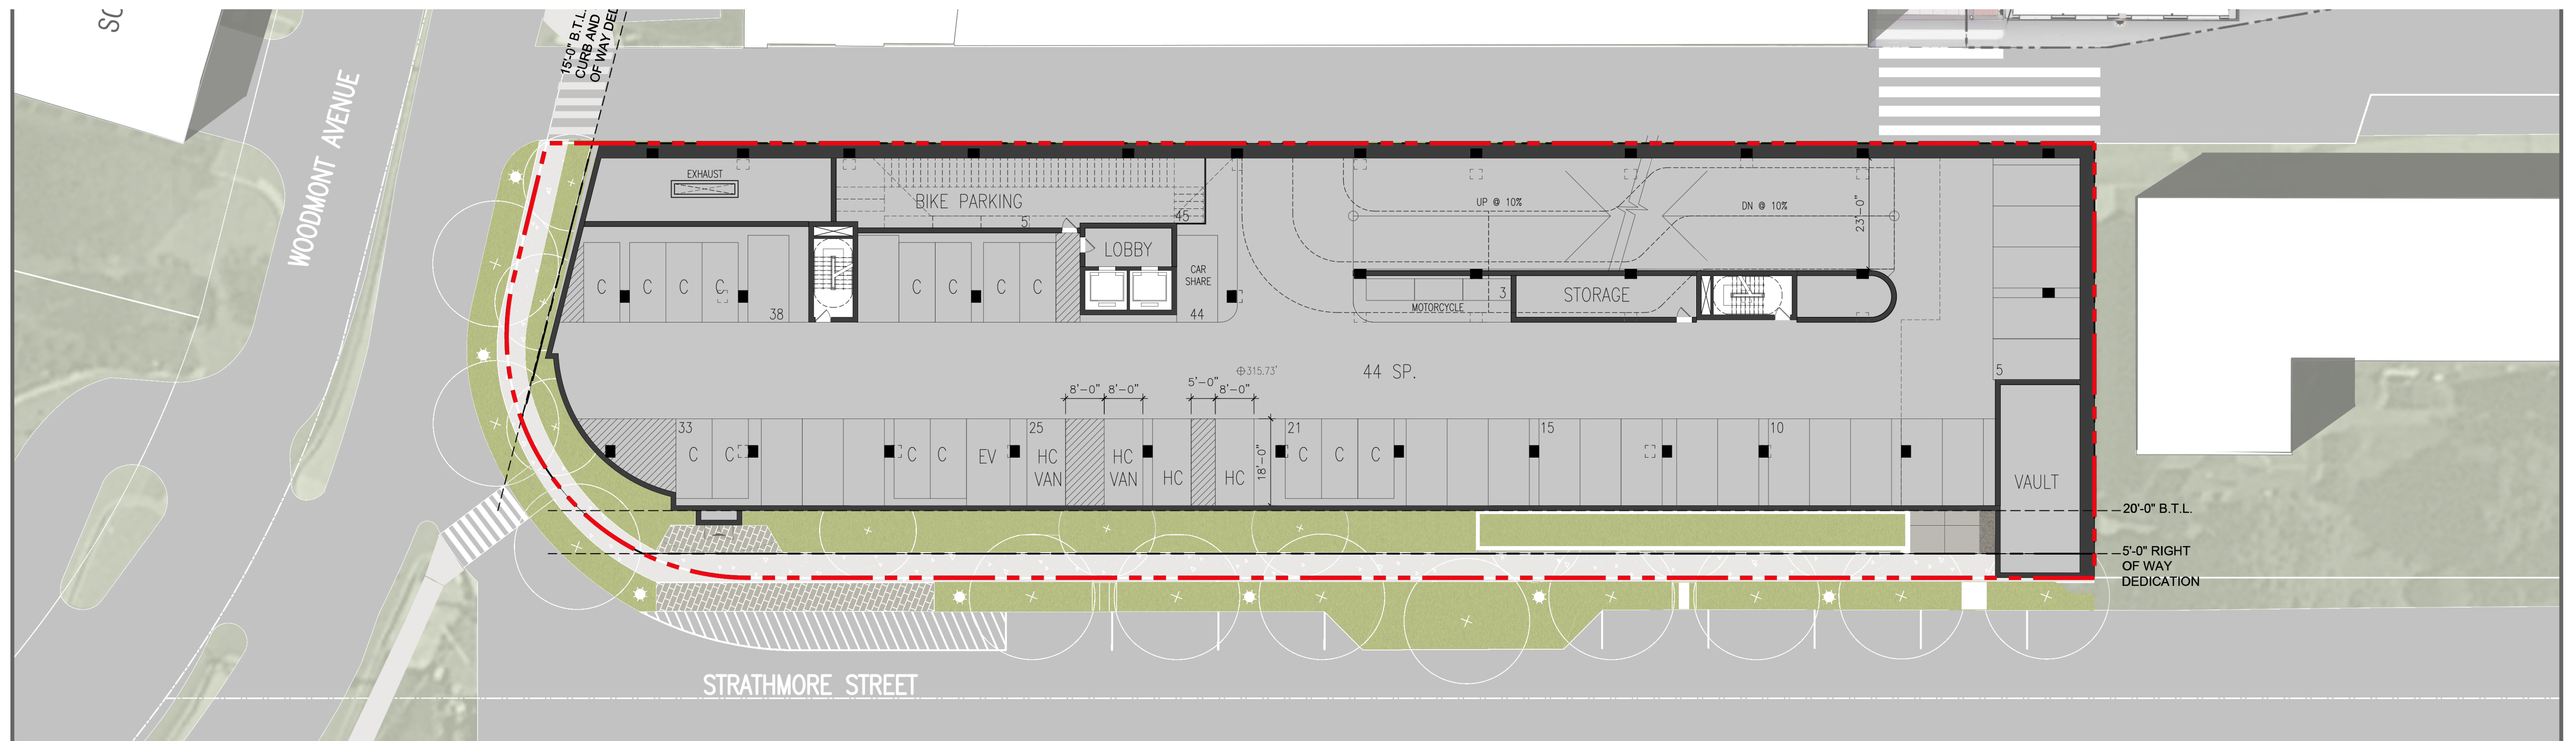 15'-0" B.T.L.
CURB AND
WOODMONT AVENUE
EXHAUST
BIKE PARKING
5
45
LOBBY
CAR
SHARE
44
UP @ 10%
DN @ 10%
23'-0"
C
C
C
C
38
C
C
C
C
MOTORCYCLE
3
STORAGE
315.73'
44 SP.
5
8'-0"
8'-0"
5'-0"
8'-0"
33
C
C
C
C
EV
25
HC
VAN
HC
VAN
HC
HC
18'-0"
21
C
C
C
15
10
VAULT
20'-0" B.T.L.
5'-0" RIGHT
OF WAY
DEDICATION
STRATHMORE STREET